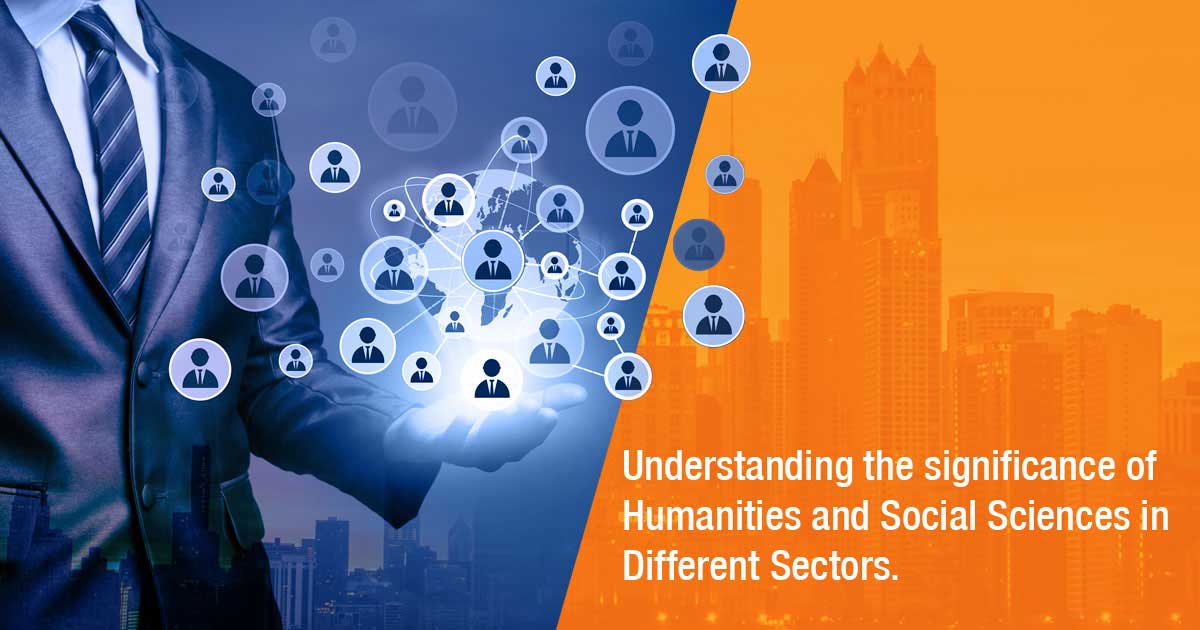 Understanding the significance of
Humanities and Social Sciences in
Different Sectors.